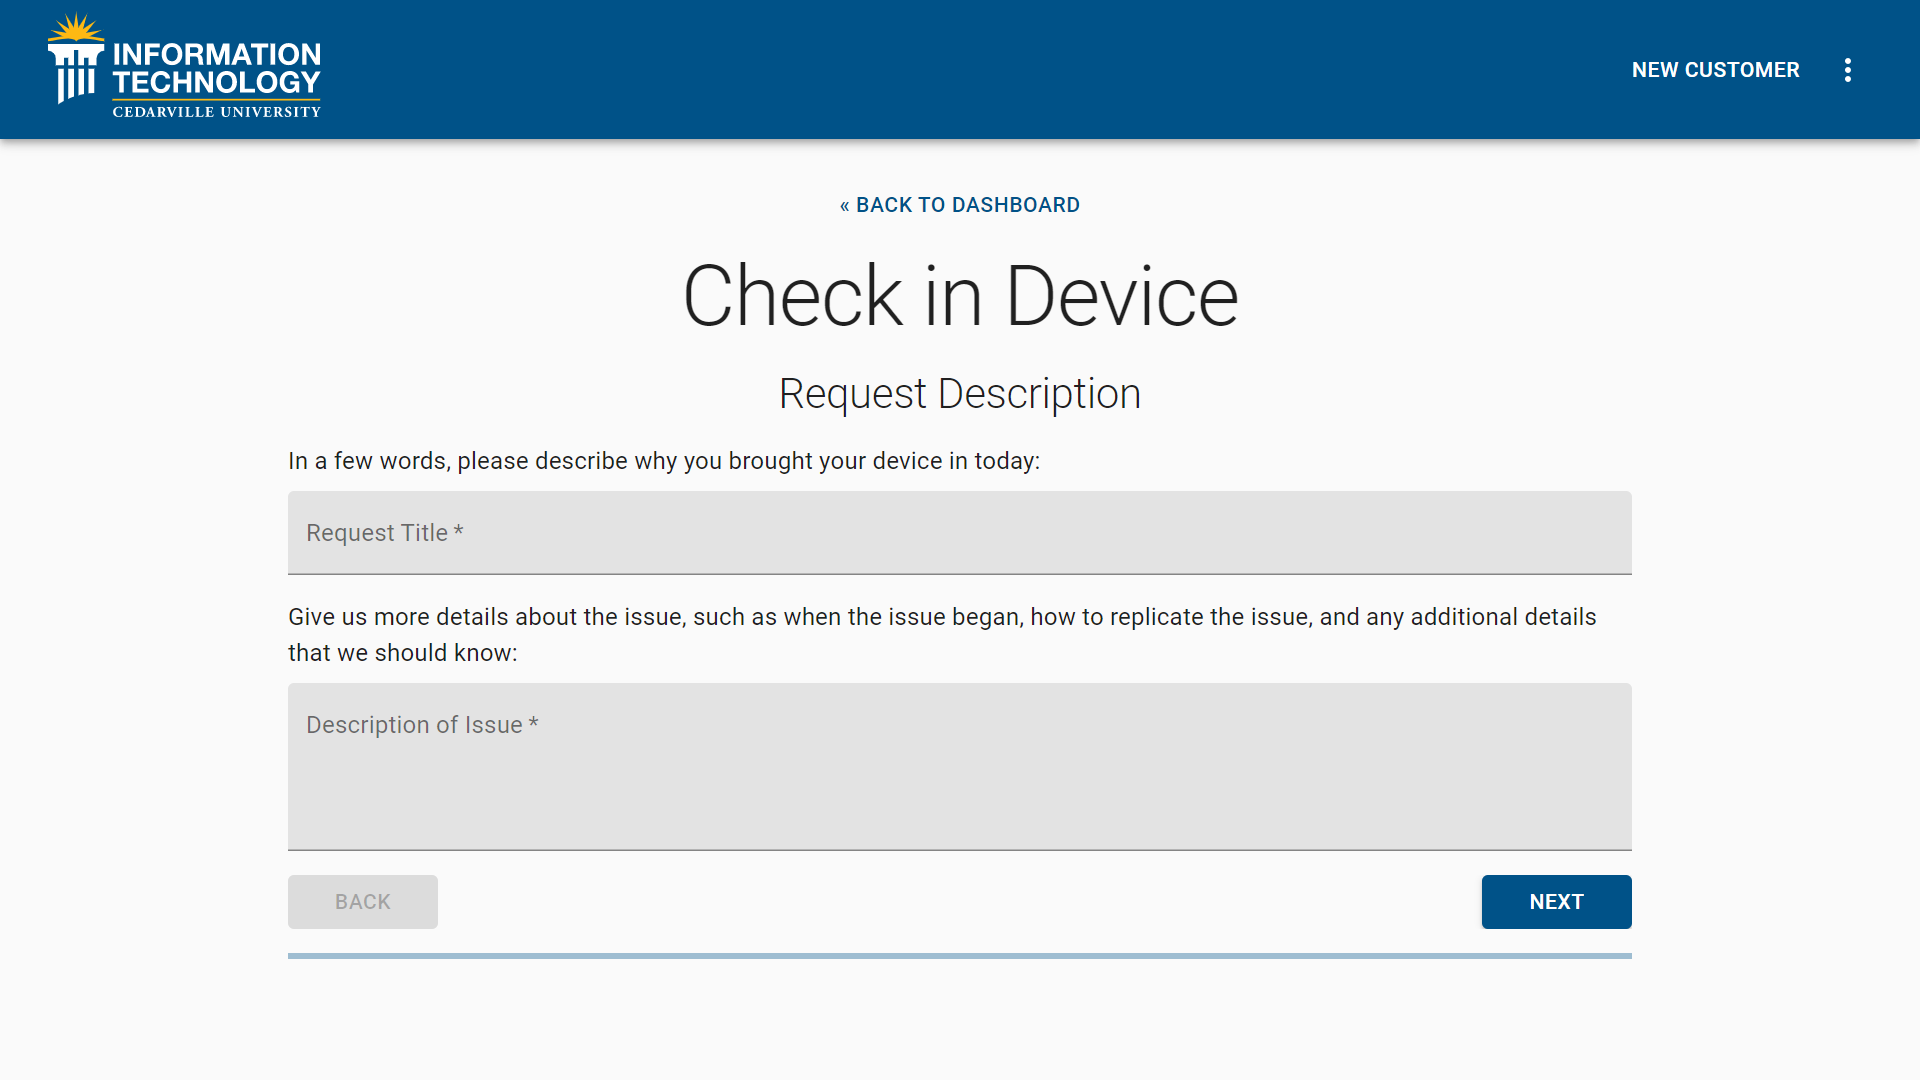 INFORMATION
TECHNOLOGY
CEDARVILLE UNIVERSITY
NEW CUSTOMER
« BACK TO DASHBOARD
Check in Device
Request Description
In a few words, please describe why you brought your device in today:
Request Title *
Give us more details about the issue, such as when the issue began, how to replicate the issue, and any additional details
that we should know:
Description of Issue *
BACK
NEXT